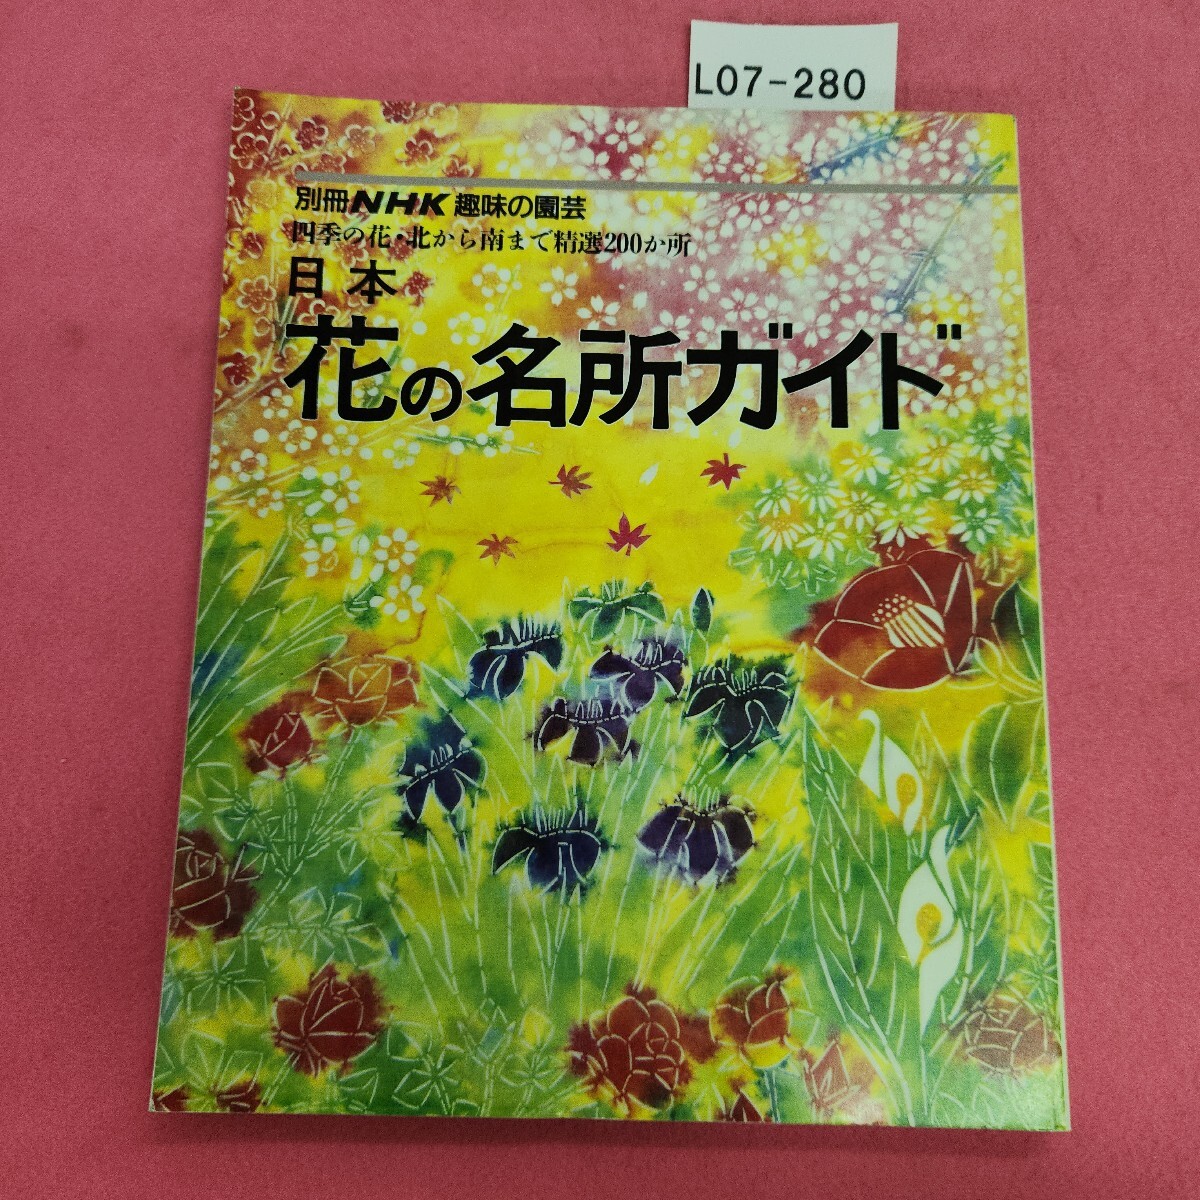 L07-280
別冊NHK趣味の園芸
四季の花・北から南まで精選200か所
日本
花の名所ガイド